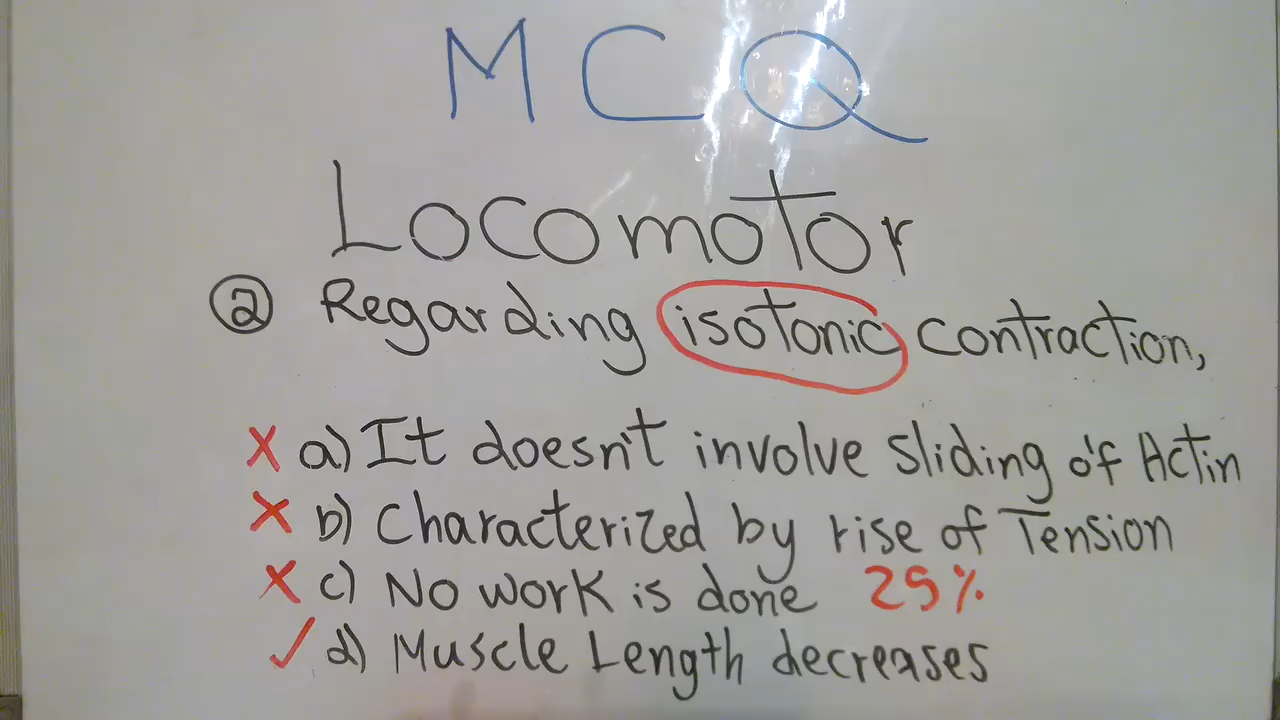 MCQ
Locomotor
② Regarding isotonic contraction,
X a) It doesn't involve sliding of Actin
X b) Characterized by rise of Tension
X c) No work is done 25%
✓ d) Muscle Length decreases